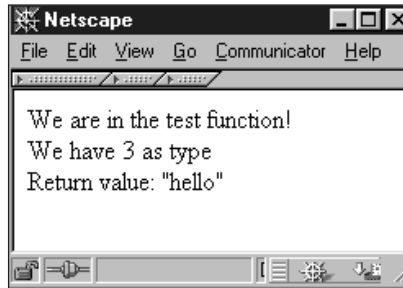 Netscape
File Edit View Go Communicator Help
We are in the test function!
We have 3 as type
Return value: "hello"